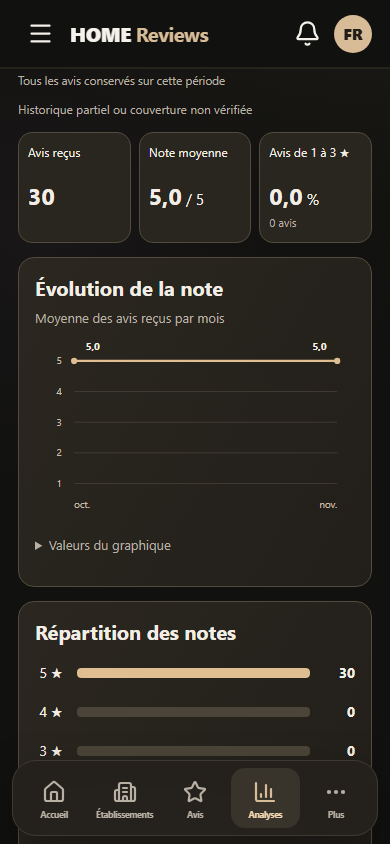 HOME Reviews
FR
Tous les avis conservés sur cette période
Historique partiel ou couverture non vérifiée
Avis reçus
30
Note moyenne
5,0 / 5
Avis de 1 à 3 ★
0,0 %
0 avis
Évolution de la note
Moyenne des avis reçus par mois
5,0 5,0
5
4
3
2
1
oct. nov.
▶ Valeurs du graphique
Répartition des notes
5 ★ 30
4 ★ 0
3 ★ 0
Accueil
Établissements
Avis
Analyses
Plus